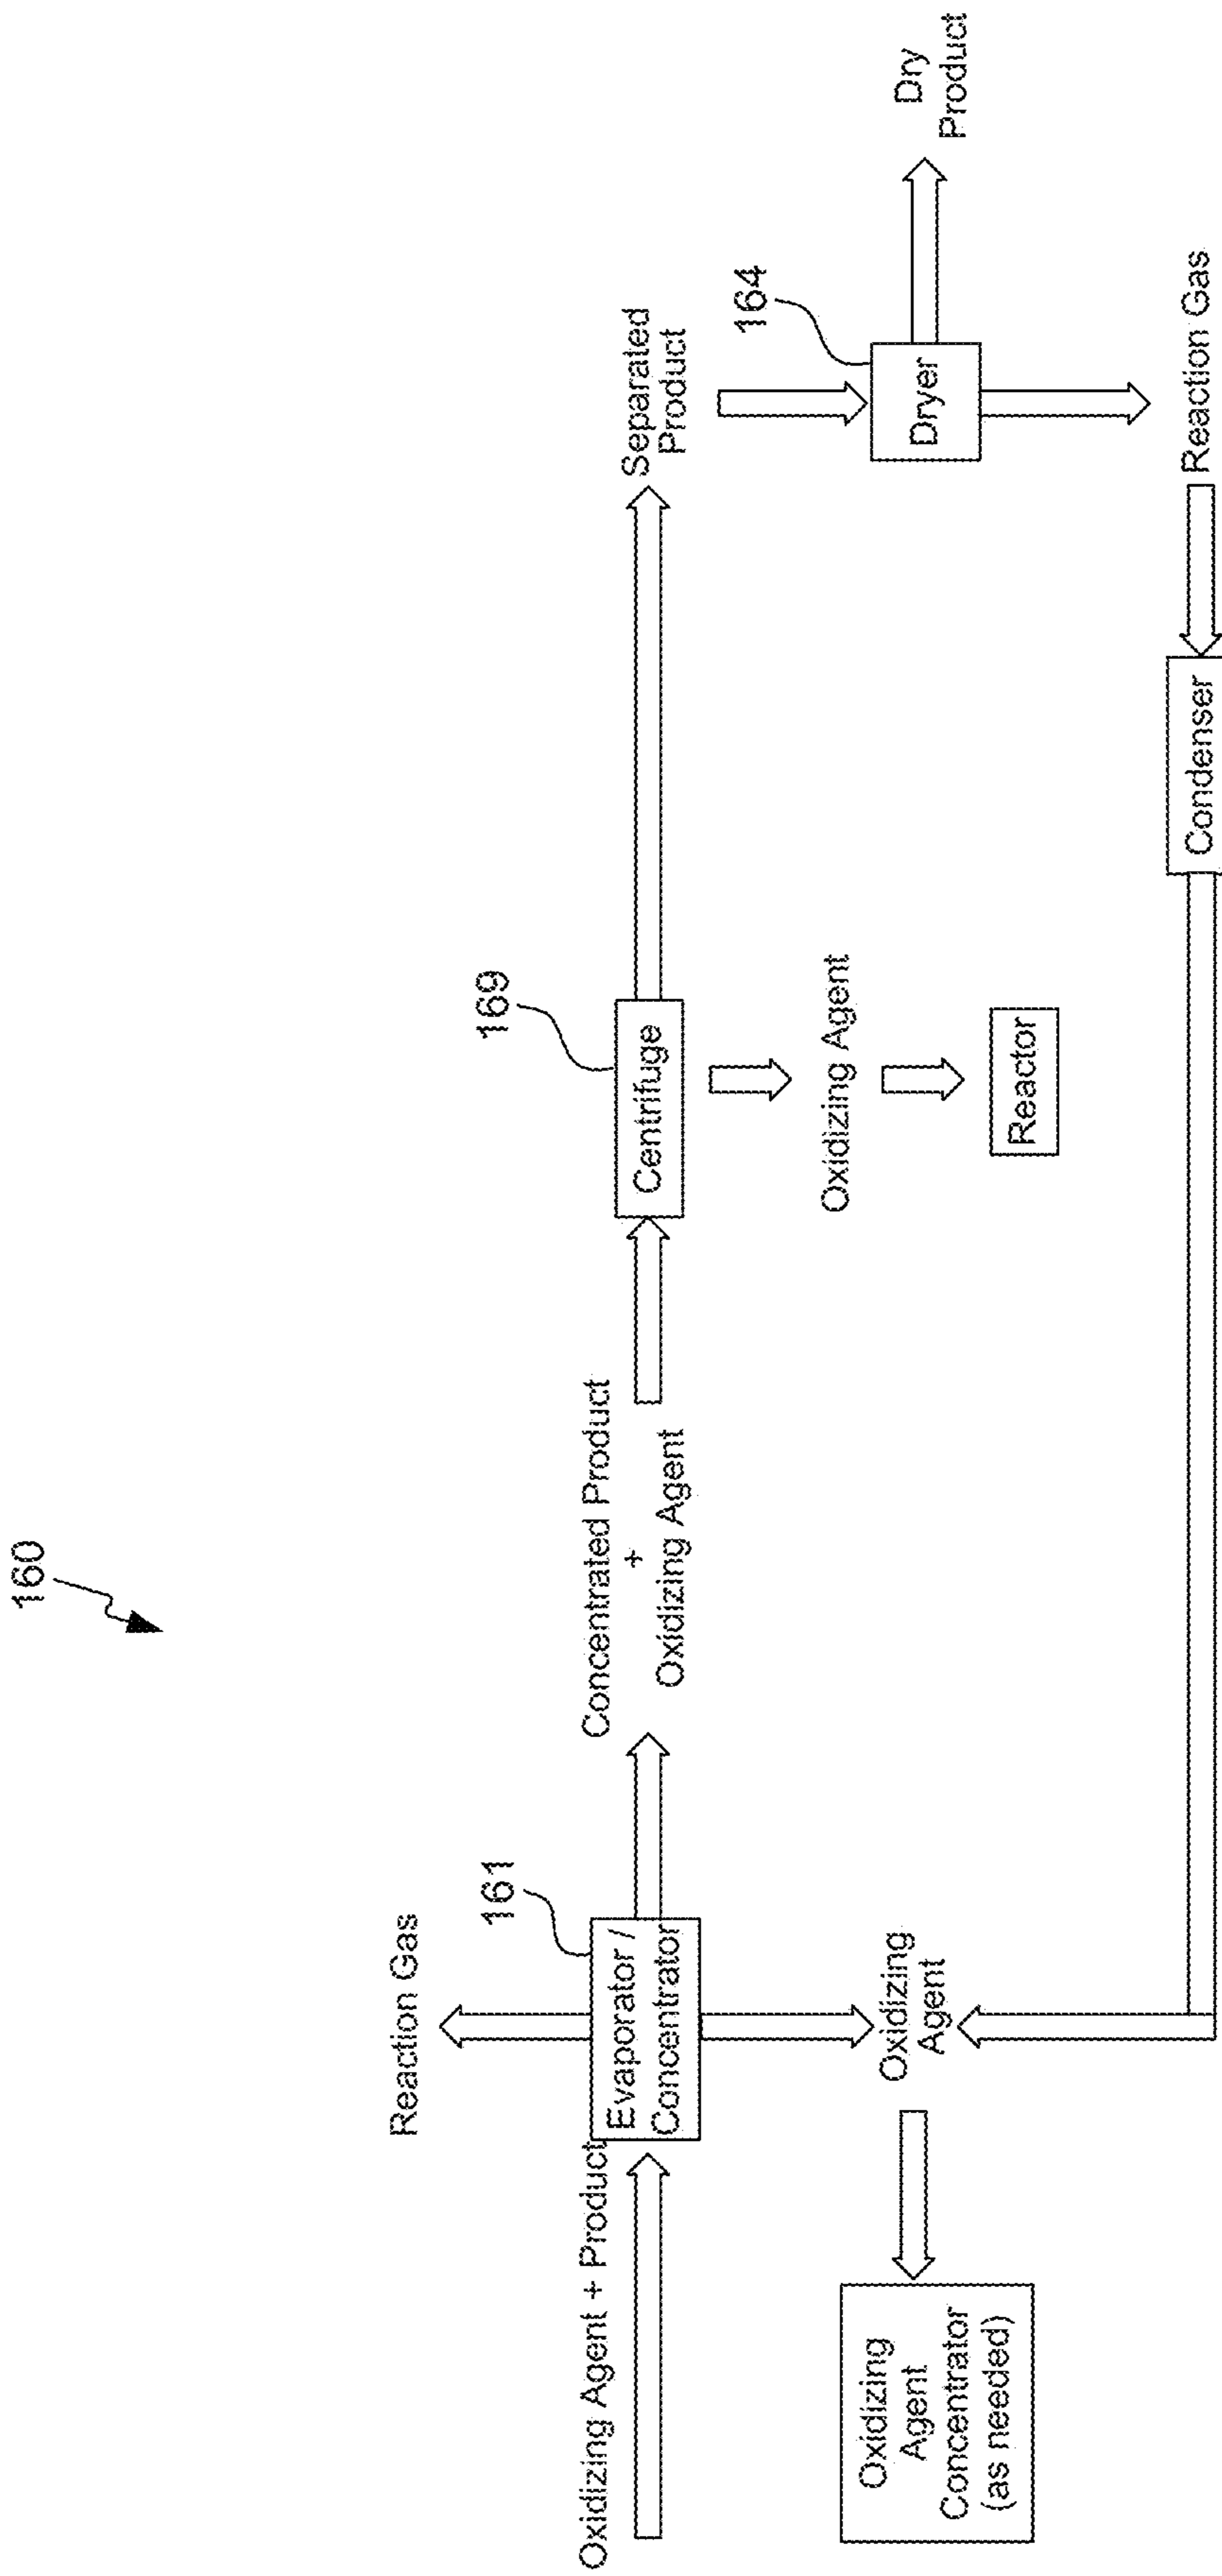 160
Reaction Gas
161
Oxidizing Agent + Product
Evaporator /
Concentrator
Concentrated Product
+
Oxidizing Agent
169
Centrifuge
Separated
Product
Oxidizing
Agent
Concentrator
(as needed)
Oxidizing
Agent
Oxidizing Agent
Reactor
164
Dryer
Dry
Product
Condenser
Reaction Gas